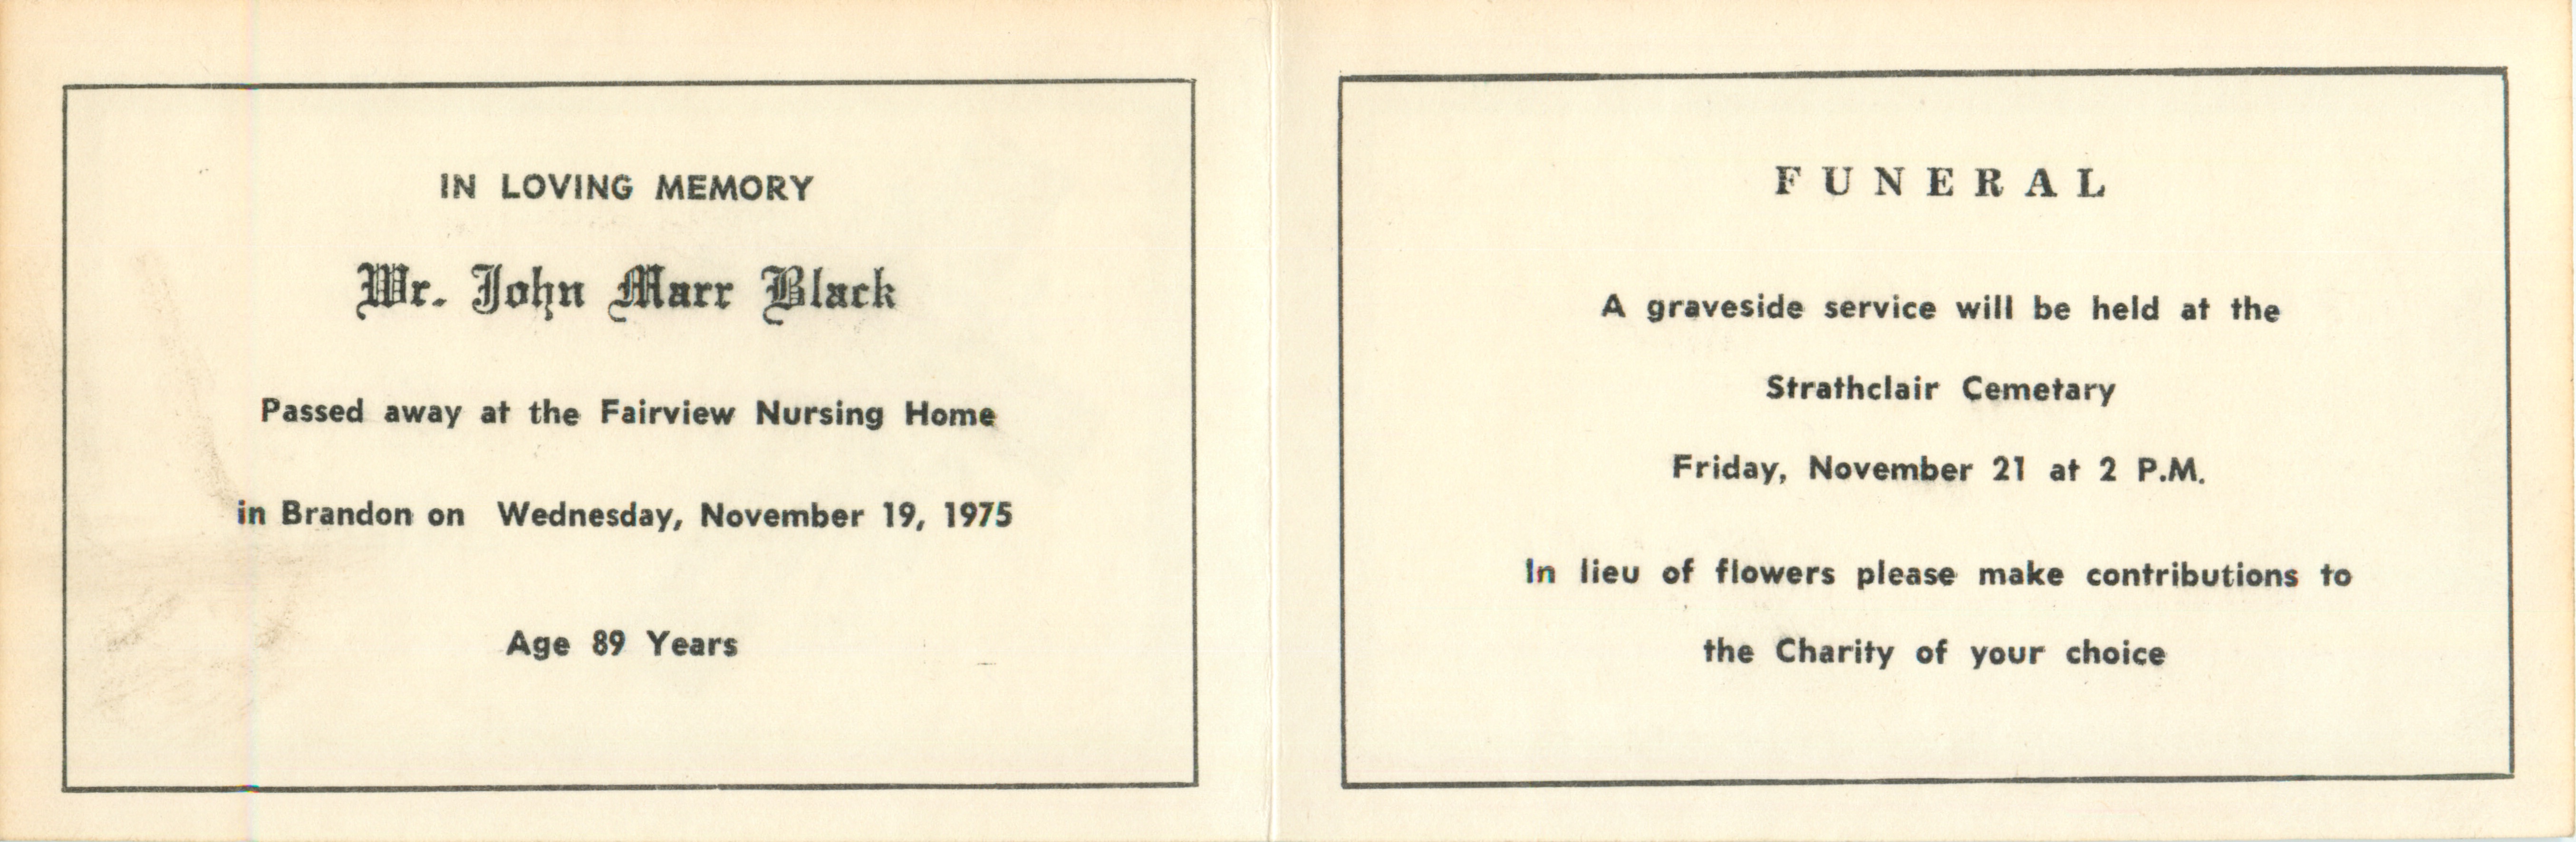 IN LOVING MEMORY
Wr. John Marr Black
Passed away at the Fairview Nursing Home
in Brandon on Wednesday, November 19, 1975
Age 89 Years
FUNERAL
A graveside service will be held at the
Strathclair Cemetary
Friday, November 21 at 2 P.M.
In lieu of flowers please make contributions to
the Charity of your choice